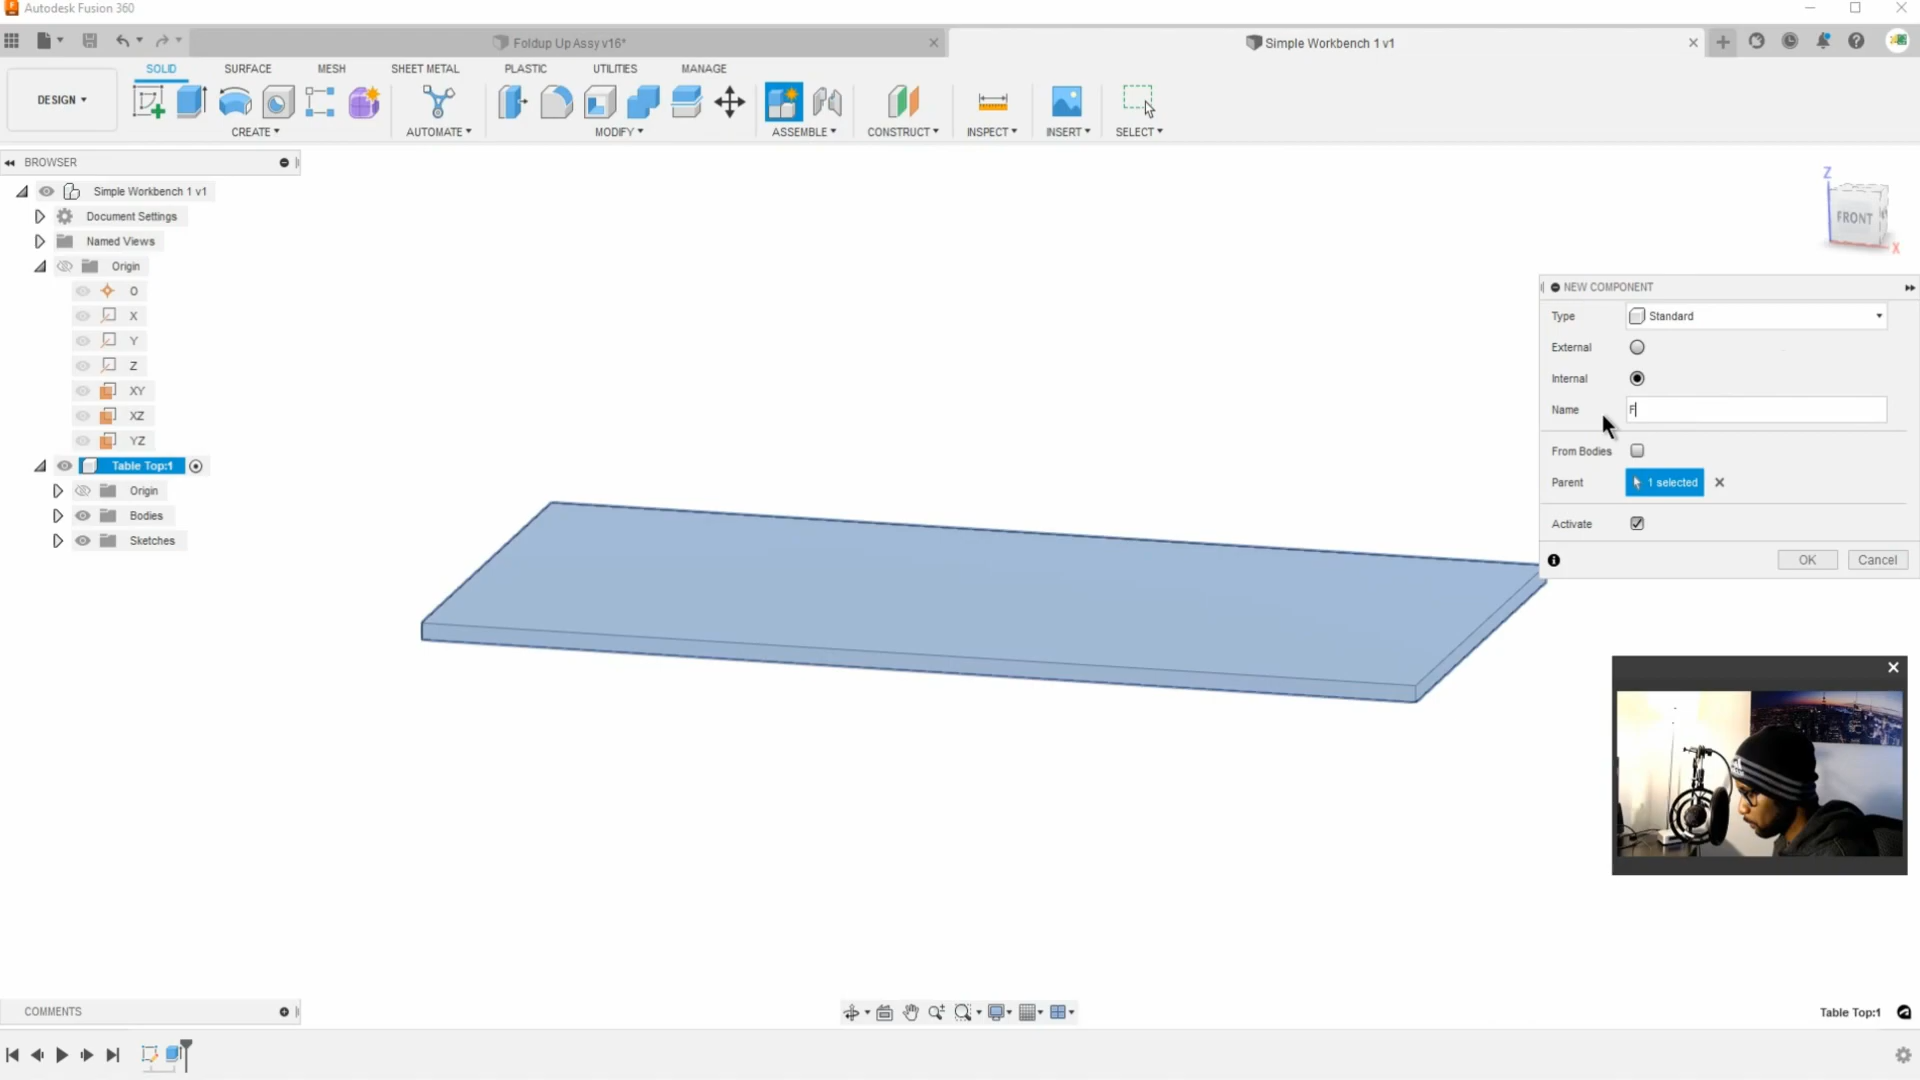 Autodesk Fusion 360
Foldup Up Assy v16*
Simple Workbench 1 v1
SOLID
SURFACE
MESH
SHEET METAL
PLASTIC
UTILITIES
MANAGE
DESIGN
CREATE
AUTOMATE
MODIFY
ASSEMBLE
CONSTRUCT
INSPECT
INSERT
SELECT
BROWSER
Simple Workbench 1 v1
Document Settings
Named Views
Origin
O
X
Y
Z
XY
XZ
YZ
Table Top:1
Origin
Bodies
Sketches
Z
FRONT
X
NEW COMPONENT
Type
Standard
External
Internal
Name
F
From Bodies
Parent
1 selected
Activate
OK
Cancel
COMMENTS
Table Top:1